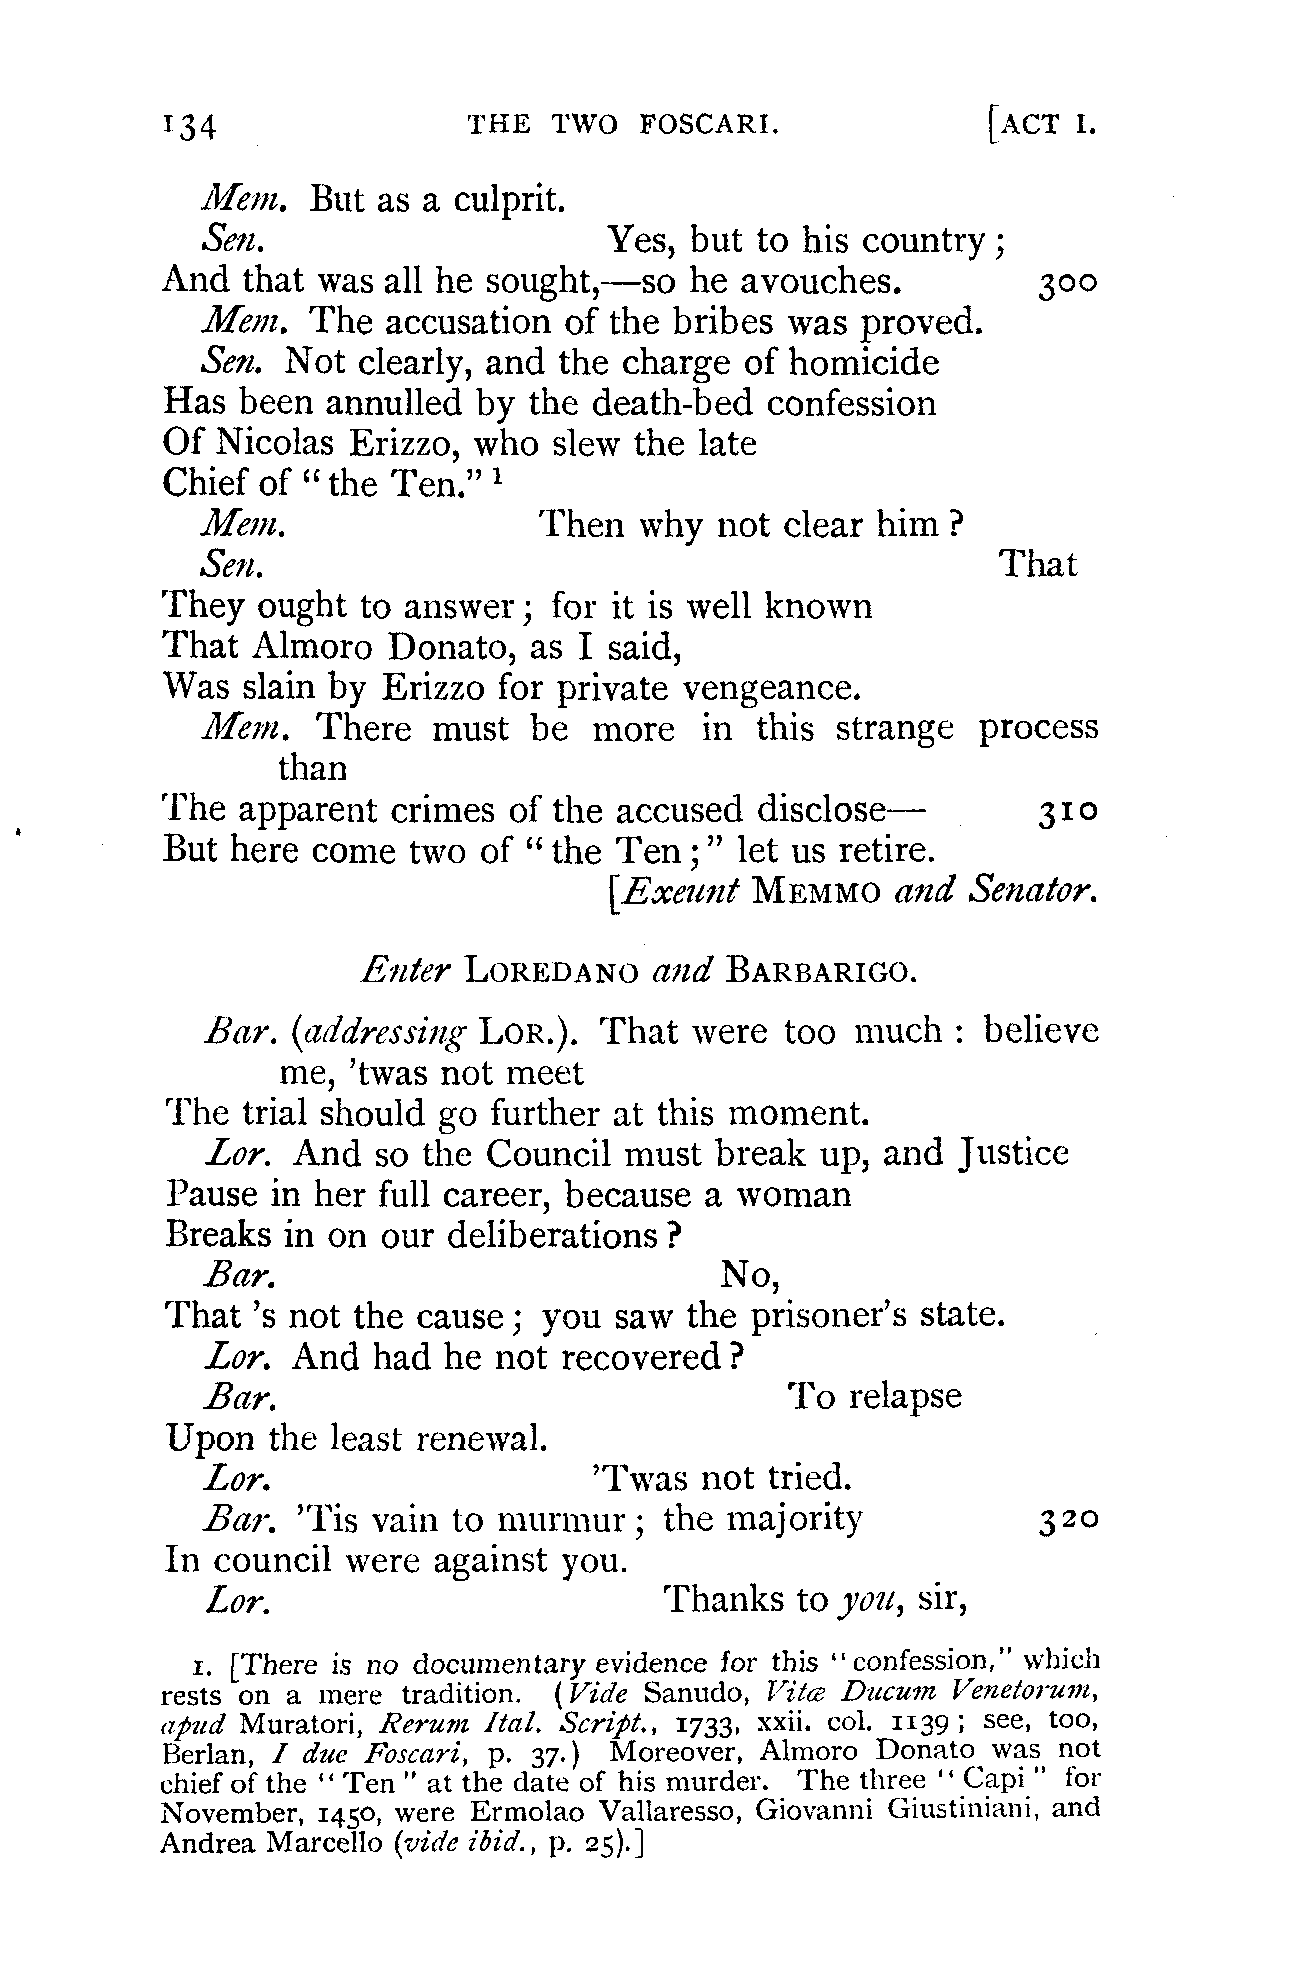 134 THE TWO FOSCARI. [ACT I.
Mem. But as a culprit.
Sen. Yes, but to his country;
And that was all he sought,—so he avouches. 300
Mem. The accusation of the bribes was proved.
Sen. Not clearly, and the charge of homicide
Has been annulled by the death-bed confession
Of Nicolas Erizzo, who slew the late
Chief of "the Ten." 1
Mem. Then why not clear him?
Sen. That
They ought to answer; for it is well known
That Almoro Donato, as I said,
Was slain by Erizzo for private vengeance.
Mem. There must be more in this strange process
than
The apparent crimes of the accused disclose— 310
But here come two of "the Ten;" let us retire.
[Exeunt MEMMO and Senator.
Enter LOREDANO and BARBARIGO.
Bar. (addressing LOR.). That were too much: believe
me, 'twas not meet
The trial should go further at this moment.
Lor. And so the Council must break up, and Justice
Pause in her full career, because a woman
Breaks in on our deliberations?
Bar. No,
That 's not the cause; you saw the prisoner's state.
Lor. And had he not recovered?
Bar. To relapse
Upon the least renewal.
Lor. 'Twas not tried.
Bar. 'Tis vain to murmur; the majority 320
In council were against you.
Lor. Thanks to you, sir,
1. [There is no documentary evidence for this "confession," which
rests on a mere tradition. (Vide Sanudo, Vitæ Ducum Venetorum,
apud Muratori, Rerum Ital. Script., 1733, xxii. col. 1139; see, too,
Berlan, I due Foscari, p. 37.) Moreover, Almoro Donato was not
chief of the "Ten" at the date of his murder. The three "Capi" for
November, 1450, were Ermolao Vallaresso, Giovanni Giustiniani, and
Andrea Marcello (vide ibid., p. 25).]